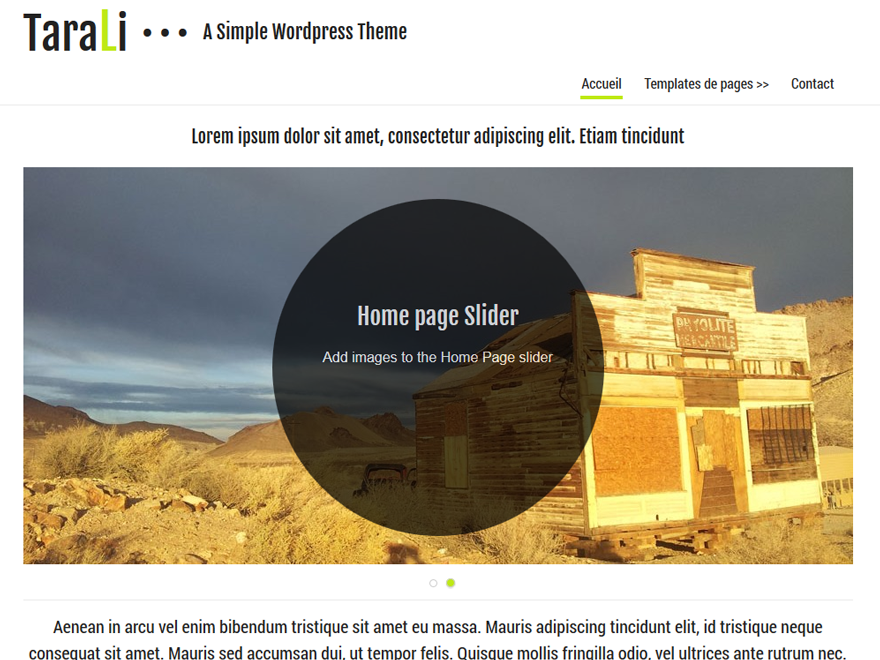 TaraLi • • • A Simple Wordpress Theme
Accueil Templates de pages >> Contact
Lorem ipsum dolor sit amet, consectetur adipiscing elit. Etiam tincidunt
RHYOLITE
MERCANTILE
Home page Slider
Add images to the Home Page slider
Aenean in arcu vel enim bibendum tristique sit amet eu massa. Mauris adipiscing tincidunt elit, id tristique neque
consequat sit amet. Mauris sed accumsan dui, ut tempor felis. Quisque mollis fringilla odio, vel ultrices ante rutrum nec.